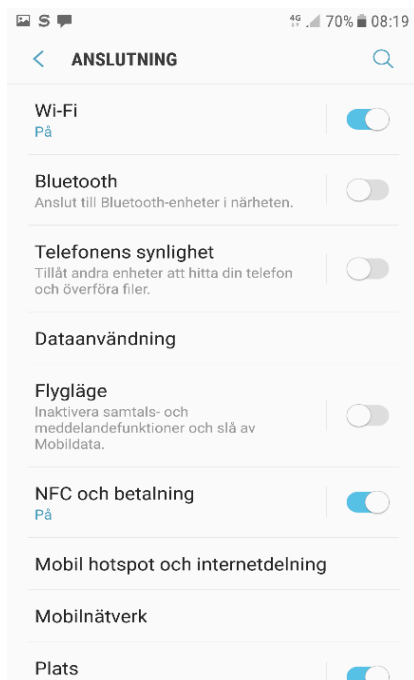 4G 70% 08:19
ANSLUTNING
Wi-Fi
På
Bluetooth
Anslut till Bluetooth-enheter i närheten.
Telefonens synlighet
Tillåt andra enheter att hitta din telefon
och överföra filer.
Dataanvändning
Flygläge
Inaktivera samtals- och
meddelandefunktioner och slå av
Mobildata.
NFC och betalning
På
Mobil hotspot och internetdelning
Mobilnätverk
Plats